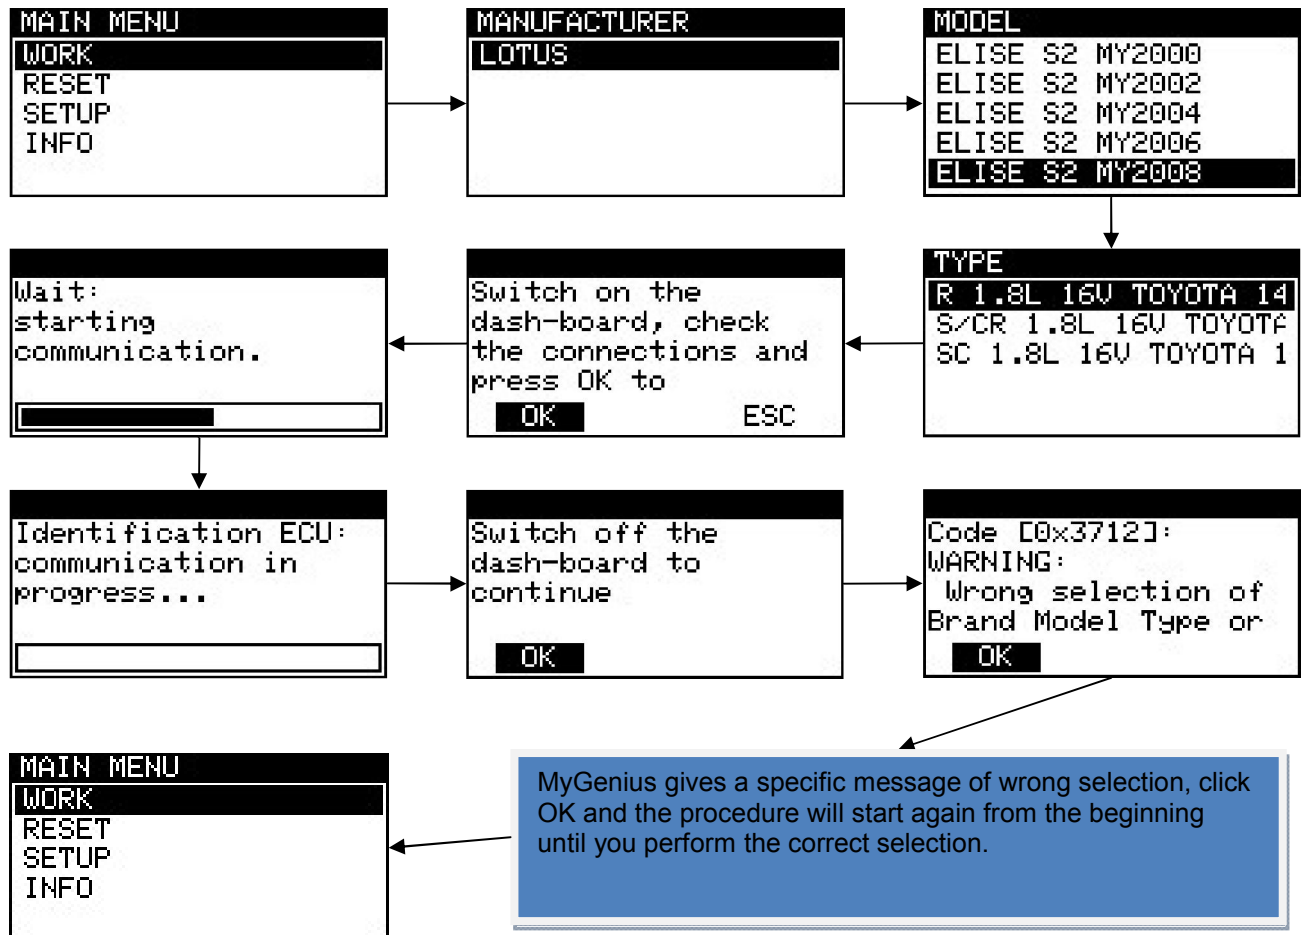 MAIN MENU
WORK
RESET
SETUP
INFO
MANUFACTURER
LOTUS
MODEL
ELISE S2 MY2000
ELISE S2 MY2002
ELISE S2 MY2004
ELISE S2 MY2006
ELISE S2 MY2008
TYPE
R 1.8L 16V TOYOTA 14
S/CR 1.8L 16V TOYOTA
SC 1.8L 16V TOYOTA 1
Switch on the
dash-board, check
the connections and
press OK to
OK ESC
Wait:
starting
communication.
Identification ECU:
communication in
progress...
Switch off the
dash-board to
continue
OK
Code [0x3712]:
WARNING:
Wrong selection of
Brand Model Type or
OK
MyGenius gives a specific message of wrong selection, click
OK and the procedure will start again from the beginning
until you perform the correct selection.
MAIN MENU
WORK
RESET
SETUP
INFO